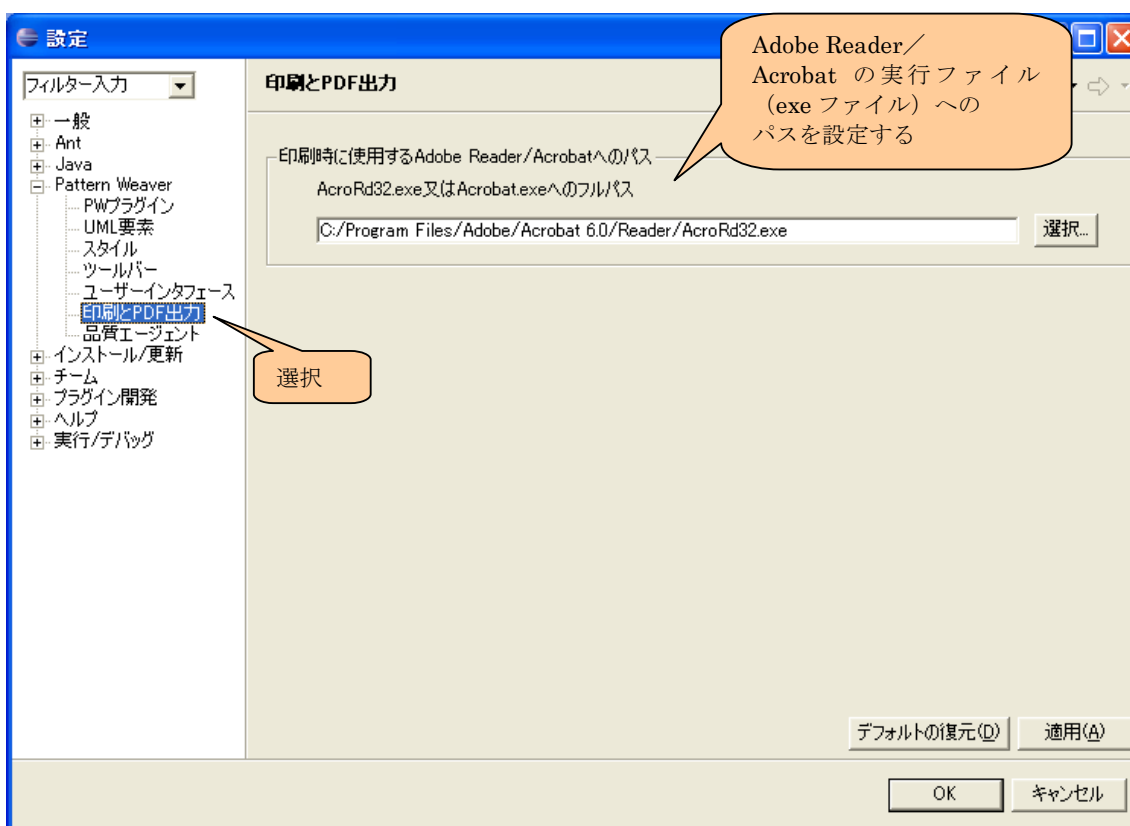 設定
Adobe Reader／
Acrobat の実行ファイル
（exe ファイル）への
パスを設定する
フィルター入力
印刷とPDF出力
一般
Ant
Java
Pattern Weaver
PWプラグイン
UML要素
スタイル
ツールバー
ユーザーインタフェース
印刷とPDF出力
品質エージェント
インストール/更新
チーム
プラグイン開発
ヘルプ
実行/デバッグ
印刷時に使用するAdobe Reader/Acrobatへのパス
AcroRd32.exe又はAcrobat.exeへのフルパス
C:/Program Files/Adobe/Acrobat 6.0/Reader/AcroRd32.exe
選択...
選択
デフォルトの復元(D)
適用(A)
OK
キャンセル